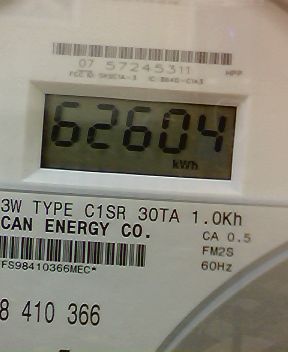 07 57245311
HPP
62604
kWh
3W TYPE C1SR 30TA 1.0Kh
CAN ENERGY CO.
CA 0.5
FM2S
60Hz
FS98410366MEC*
8 410 366